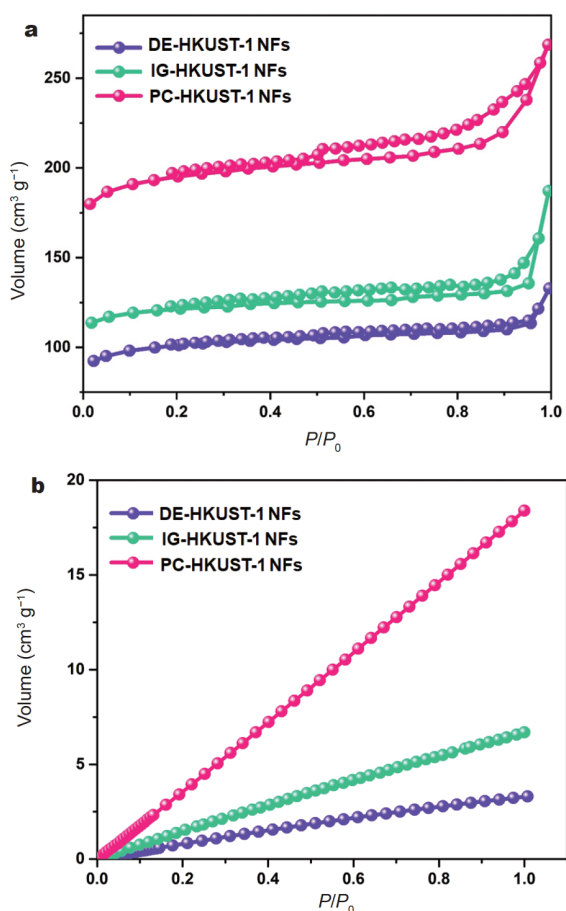 a
DE-HKUST-1 NFs
IG-HKUST-1 NFs
PC-HKUST-1 NFs
250
200
150
100
Volume (cm³ g⁻¹)
0.0 0.2 0.4 0.6 0.8 1.0
P/P₀
b
DE-HKUST-1 NFs
IG-HKUST-1 NFs
PC-HKUST-1 NFs
20
15
10
5
0
Volume (cm³ g⁻¹)
0.0 0.2 0.4 0.6 0.8 1.0
P/P₀